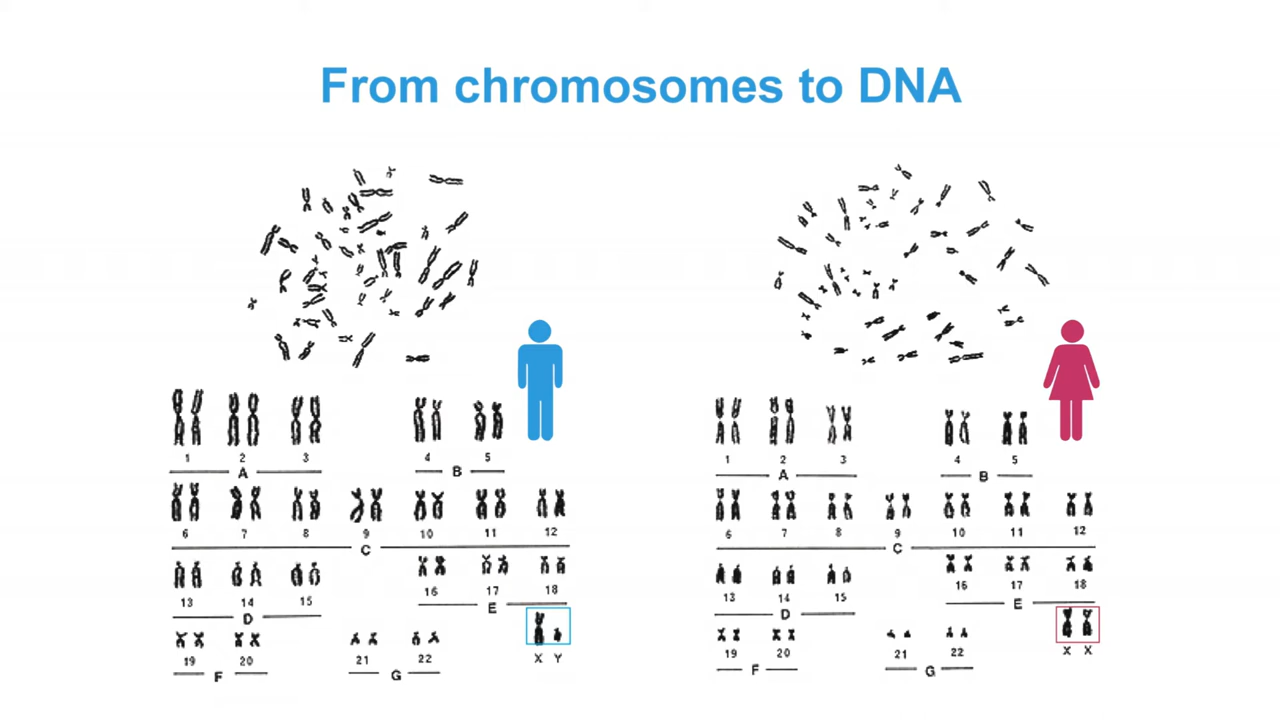 From chromosomes to DNA
1 2 3 4 5
A B
6 7 8 9 10 11 12
C
13 14 15 16 17 18
D E
19 20 21 22 X Y
F G
1 2 3 4 5
A B
6 7 8 9 10 11 12
C
13 14 15 16 17 18
D E
19 20 21 22 X X
F G